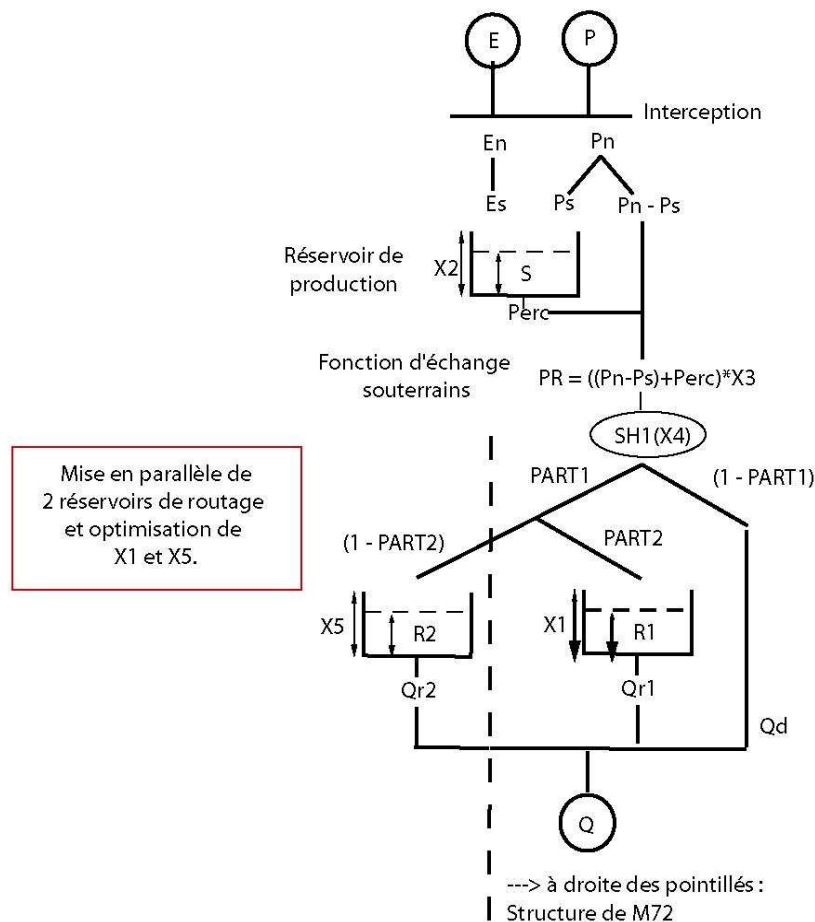 E
P
Interception
En
Pn
Es
Ps
Pn - Ps
Réservoir de
production
X2
S
Perc
Fonction d'échange
souterrains
PR = ((Pn-Ps)+Perc)*X3
SH1(X4)
Mise en parallèle de
2 réservoirs de routage
et optimisation de
X1 et X5.
PART1
(1 - PART1)
(1 - PART2)
PART2
X5
R2
X1
R1
Qr2
Qr1
Qd
Q
---> à droite des pointillés :
Structure de M72